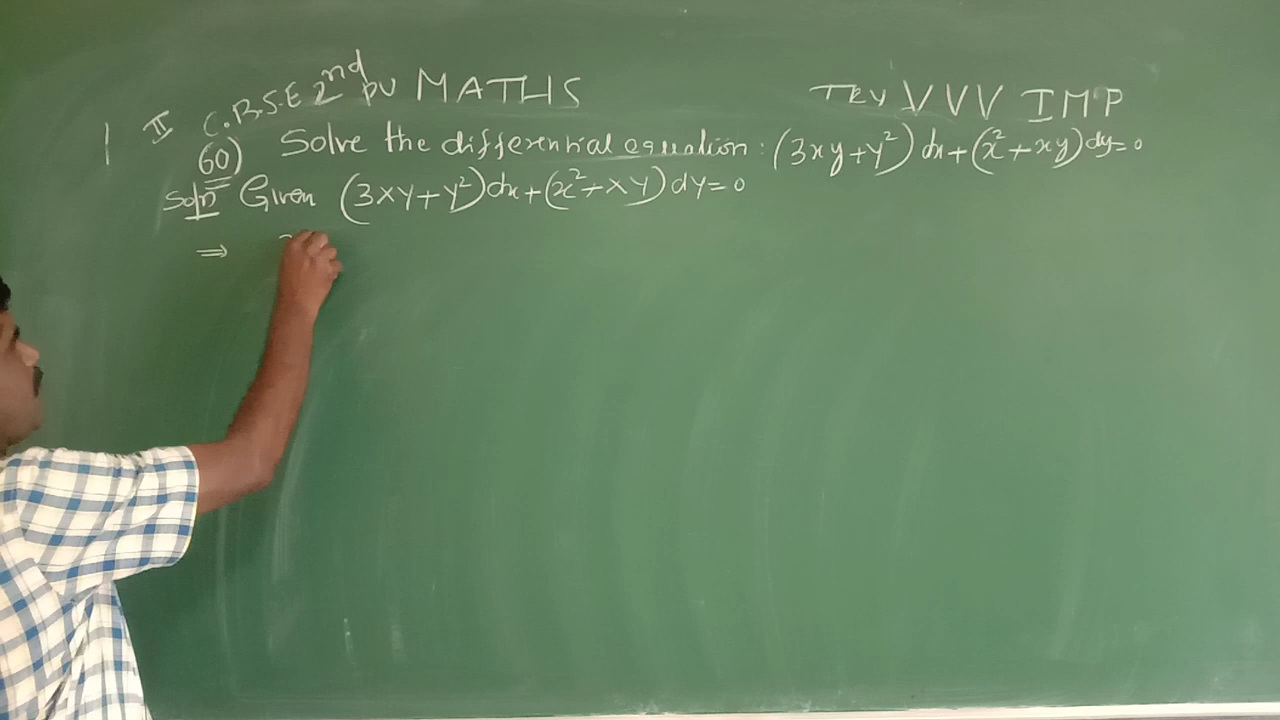 II C.B.S.E 2nd PU MATHS VVV IMP
60) Solve the differential equation: (3xy+y²)dx+(x²+xy)dy=0
Soln Given (3xy+y²)dx+(x²+xy)dy=0
⇒